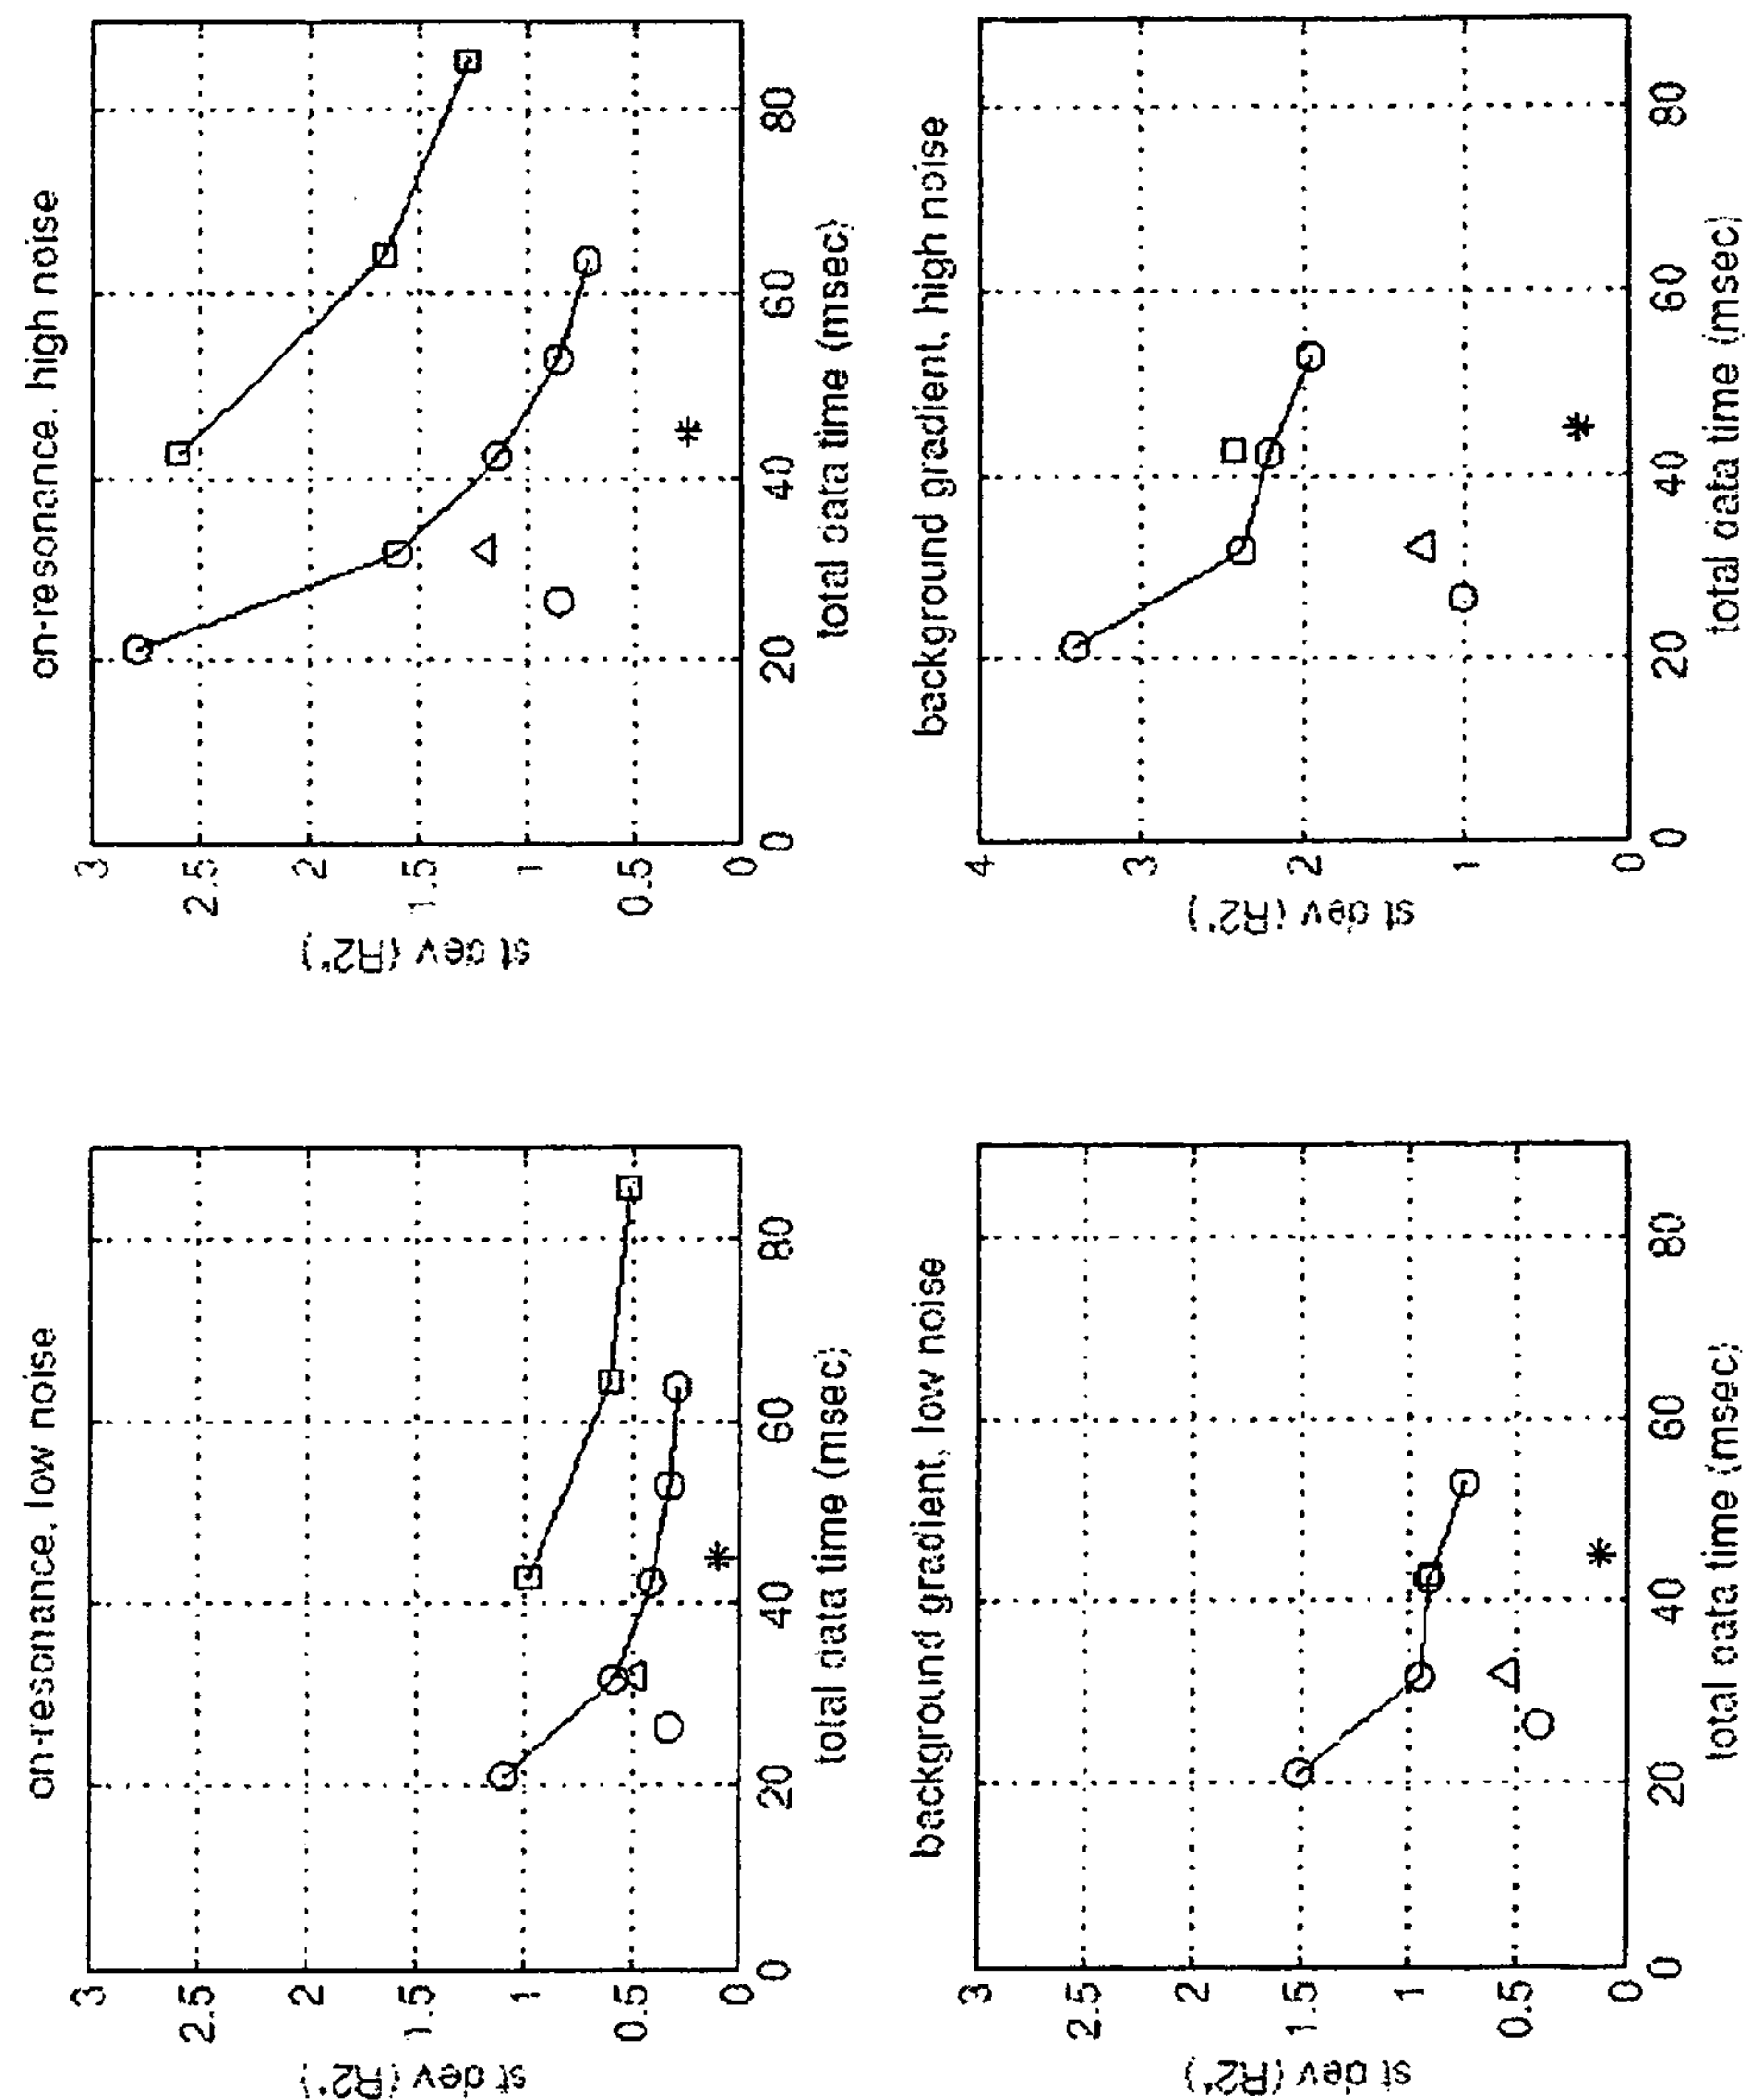 on-resonance, low noise
3
2.5
2
1.5
1
0.5
0
st dev (R2')
0 20 40 60 80
total data time (msec)
on-resonance, high noise
3
2.5
2
1.5
1
0.5
0
st dev (R2')
0 20 40 60 80
total data time (msec)
background gradient, low noise
3
2.5
2
1.5
1
0.5
0
st dev (R2')
0 20 40 60 80
total data time (msec)
background gradient, high noise
4
3
2
1
0
st dev (R2')
0 20 40 60 80
total data time (msec)